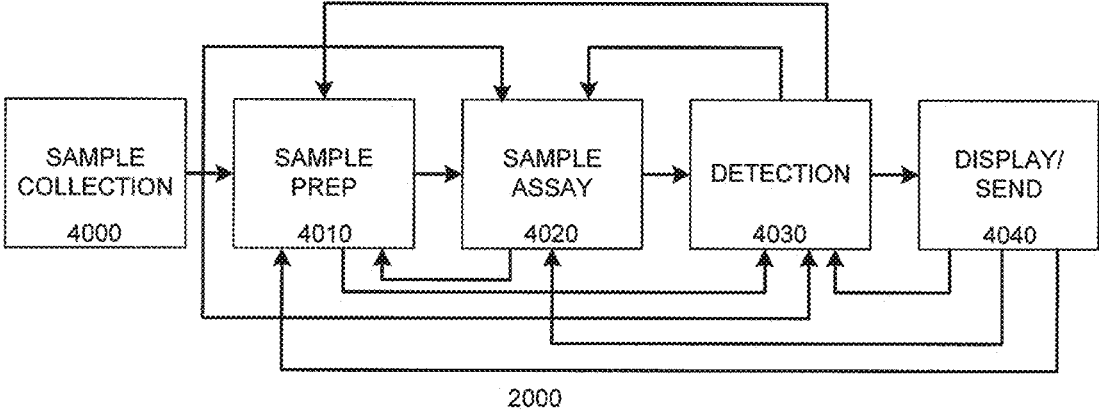 SAMPLE
COLLECTION
4000
SAMPLE
PREP
4010
SAMPLE
ASSAY
4020
DETECTION
4030
DISPLAY/
SEND
4040
2000